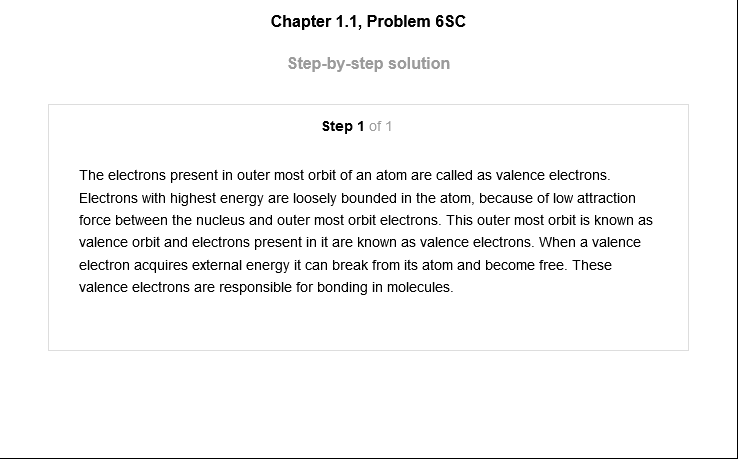 Chapter 1.1, Problem 6SC
Step-by-step solution
Step 1 of 1
The electrons present in outer most orbit of an atom are called as valence electrons.
Electrons with highest energy are loosely bounded in the atom, because of low attraction
force between the nucleus and outer most orbit electrons. This outer most orbit is known as
valence orbit and electrons present in it are known as valence electrons. When a valence
electron acquires external energy it can break from its atom and become free. These
valence electrons are responsible for bonding in molecules.